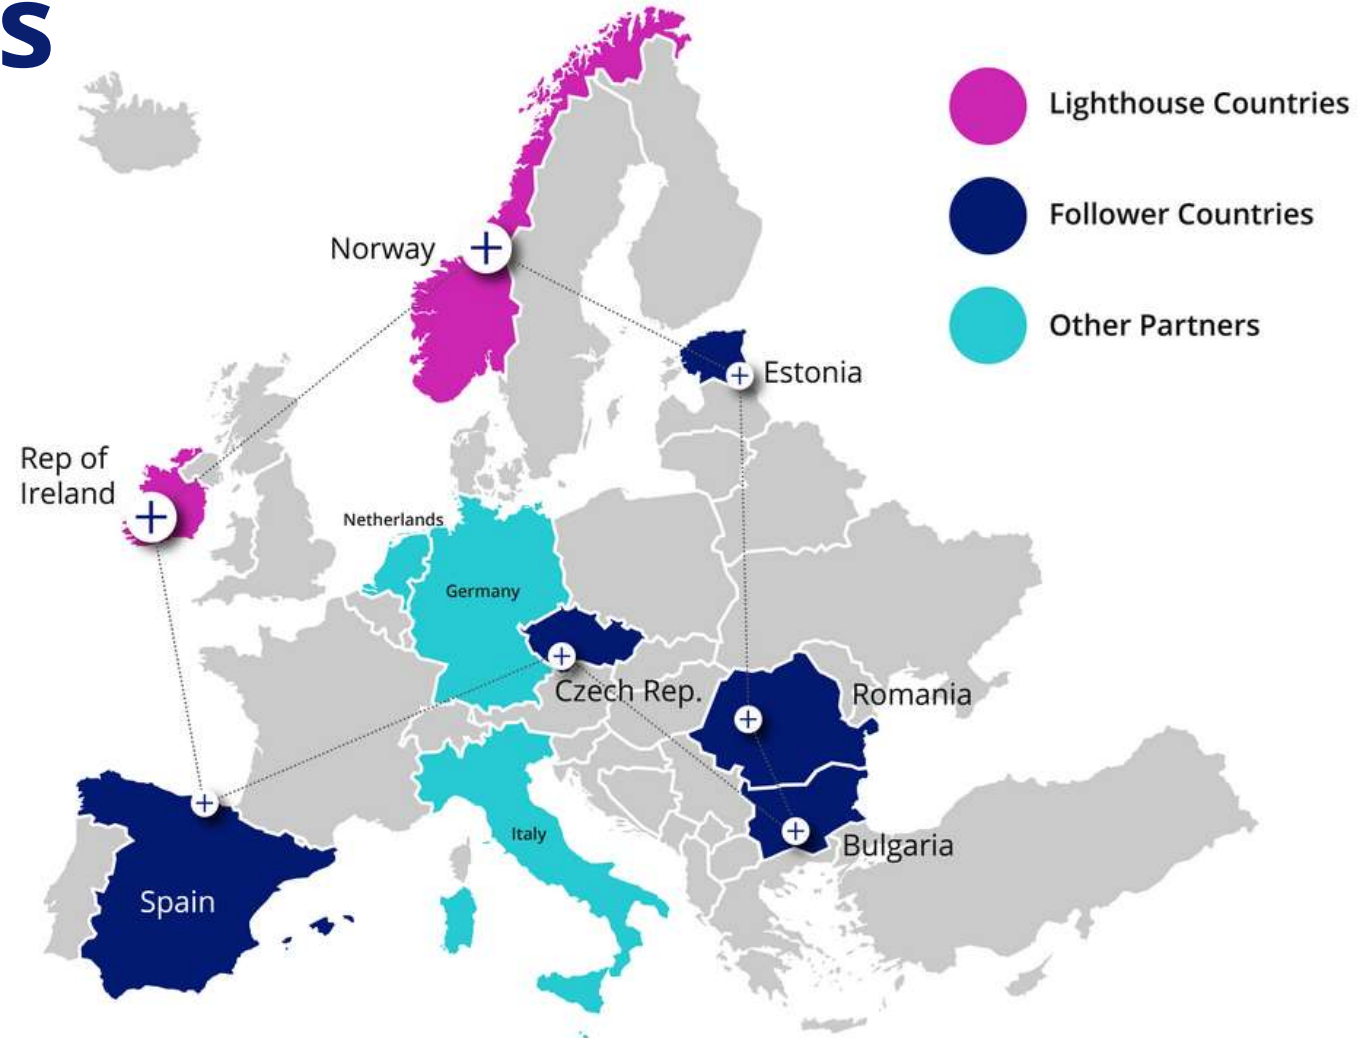 s
Lighthouse Countries
Follower Countries
Other Partners
Norway
Estonia
Rep of
Ireland
Netherlands
Germany
Czech Rep.
Romania
Italy
Bulgaria
Spain